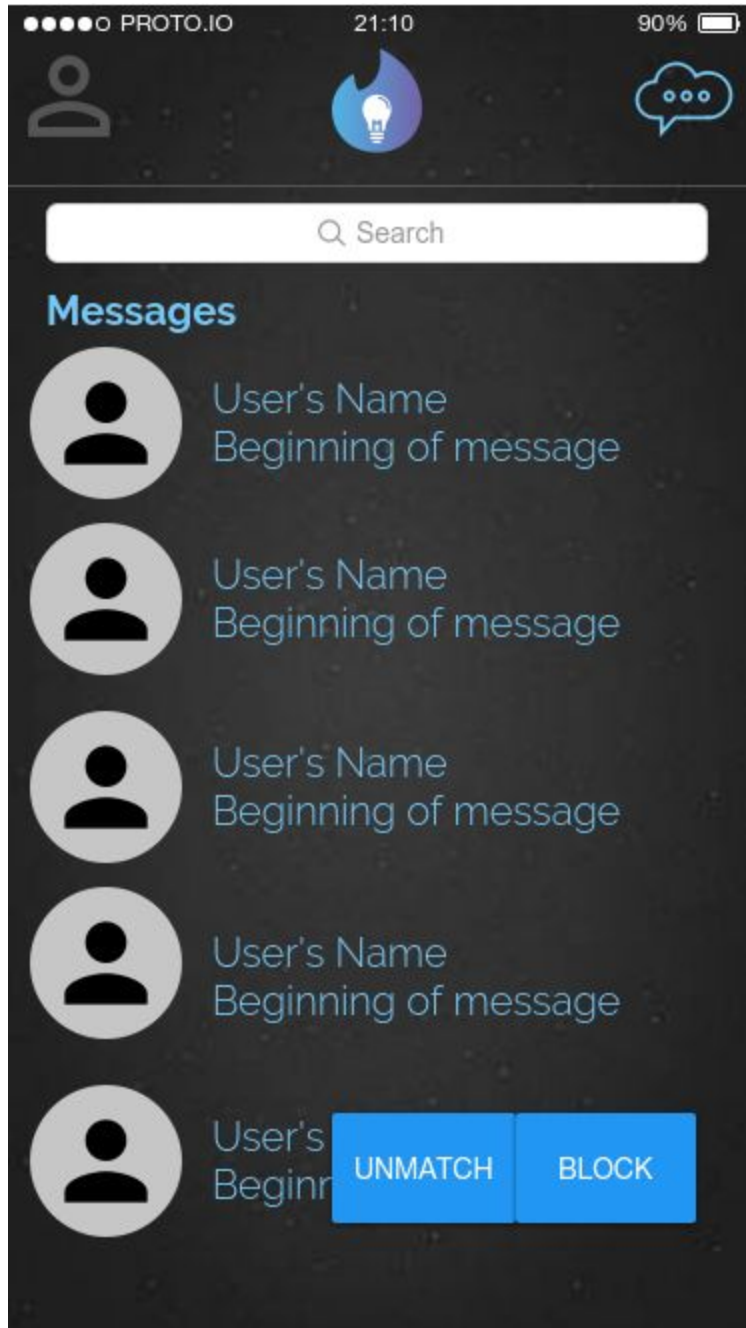 PROTO.IO 21:10 90%
Search
Messages
User's Name
Beginning of message
User's Name
Beginning of message
User's Name
Beginning of message
User's Name
Beginning of message
User's
Beginn
UNMATCH BLOCK